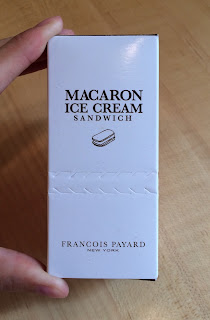 MACARON
ICE CREAM
SANDWICH
FRANCOIS PAYARD
NEW YORK